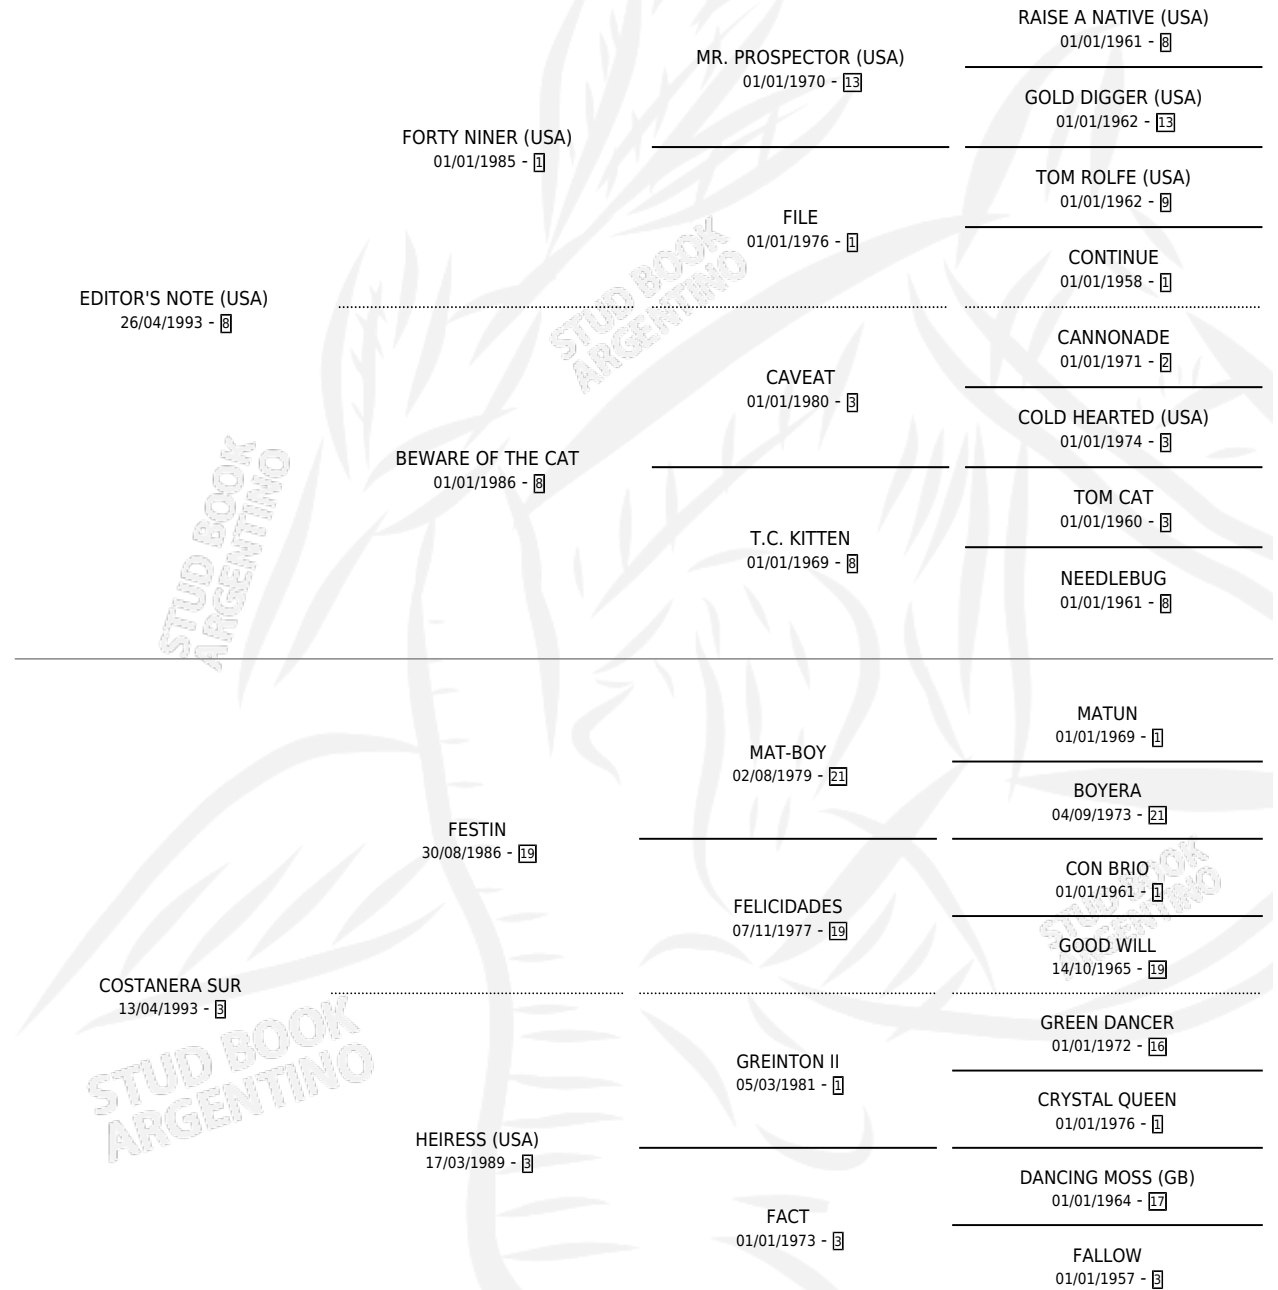 RAISE A NATIVE (USA)
01/01/1961 - 8
MR. PROSPECTOR (USA)
01/01/1970 - 13
GOLD DIGGER (USA)
01/01/1962 - 13
FORTY NINER (USA)
01/01/1985 - 1
TOM ROLFE (USA)
01/01/1962 - 9
FILE
01/01/1976 - 1
CONTINUE
01/01/1958 - 1
EDITOR'S NOTE (USA)
26/04/1993 - 8
STUD BOOK
ARGENTINO
CANNONADE
01/01/1971 - 2
CAVEAT
01/01/1980 - 3
COLD HEARTED (USA)
01/01/1974 - 3
BEWARE OF THE CAT
01/01/1986 - 8
TOM CAT
01/01/1960 - 3
T.C. KITTEN
01/01/1969 - 8
NEEDLEBUG
01/01/1961 - 8
STUD BOOK
ARGENTINO
MATUN
01/01/1969 - 1
MAT-BOY
02/08/1979 - 21
BOYERA
04/09/1973 - 21
FESTIN
30/08/1986 - 19
CON BRIO
01/01/1961 - 1
FELICIDADES
07/11/1977 - 19
GOOD WILL
14/10/1965 - 19
STUD BOOK
ARGENTINO
COSTANERA SUR
13/04/1993 - 3
GREEN DANCER
01/01/1972 - 16
GREINTON II
05/03/1981 - 1
CRYSTAL QUEEN
01/01/1976 - 1
STUD BOOK
ARGENTINO
HEIRESS (USA)
17/03/1989 - 3
DANCING MOSS (GB)
01/01/1964 - 17
FACT
01/01/1973 - 3
FALLOW
01/01/1957 - 3